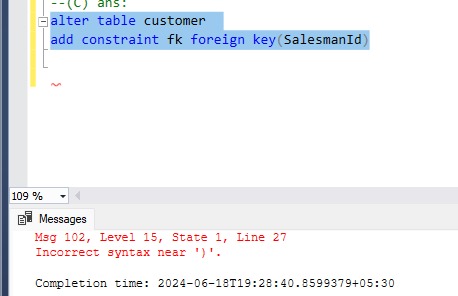 --(C) ans:
alter table customer
add constraint fk foreign key(SalesmanId)
109 %
Messages
Msg 102, Level 15, State 1, Line 27
Incorrect syntax near ')'.
Completion time: 2024-06-18T19:28:40.8599379+05:30